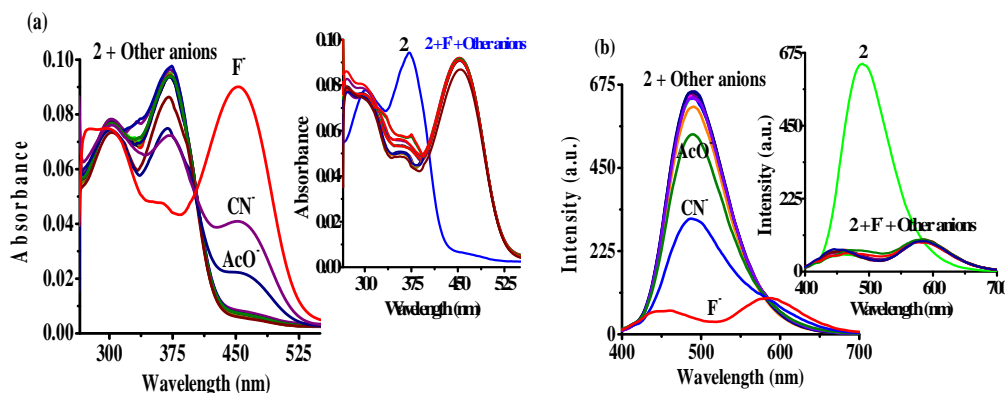 (a)
2 + Other anions
F-
CN-
AcO-
0.10
0.08
0.06
0.04
0.02
0.00
300 375 450 525
Absorbance
Wavelength (nm)
2
2 + F- + Other anions
0.10
0.08
0.06
0.04
0.02
0.00
300 375 450 525
Absorbance
Wavelength (nm)
(b)
2 + Other anions
AcO-
CN-
F-
675
450
225
0
400 500 600 700
Intensity (a.u.)
Wavelength (nm)
2
2 + F- + Other anions
675
450
225
0
400 500 600 700
Intensity (a.u.)
Wavelength (nm)